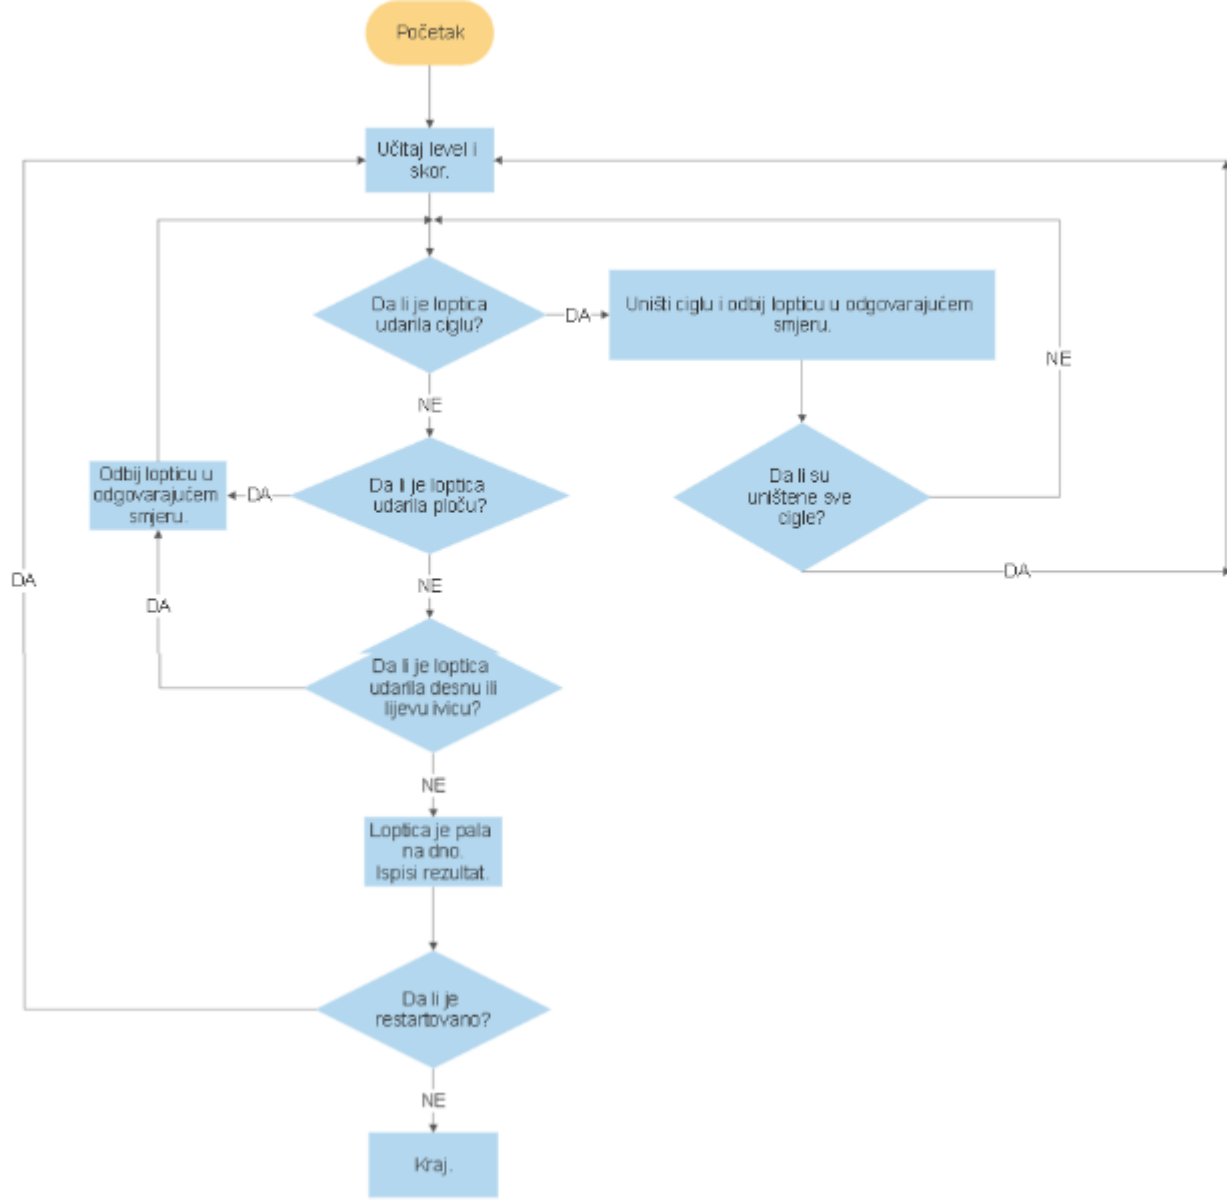 Početak
Učitaj level i
skor.
Da li je loptica
udarila ciglu?
DA
Uništi ciglu i odbij lopticu u odgovarajućem
smjeru.
NE
NE
Da li je loptica
udarila ploču?
DA
Odbij lopticu u
odgovarajućem
smjeru.
Da li su
uništene sve
cigle?
DA
NE
DA
DA
Da li je loptica
udarila desnu ili
lijevu ivicu?
NE
Loptica je pala
na dno.
Ispisi rezultat.
Da li je
restartovano?
NE
Kraj.